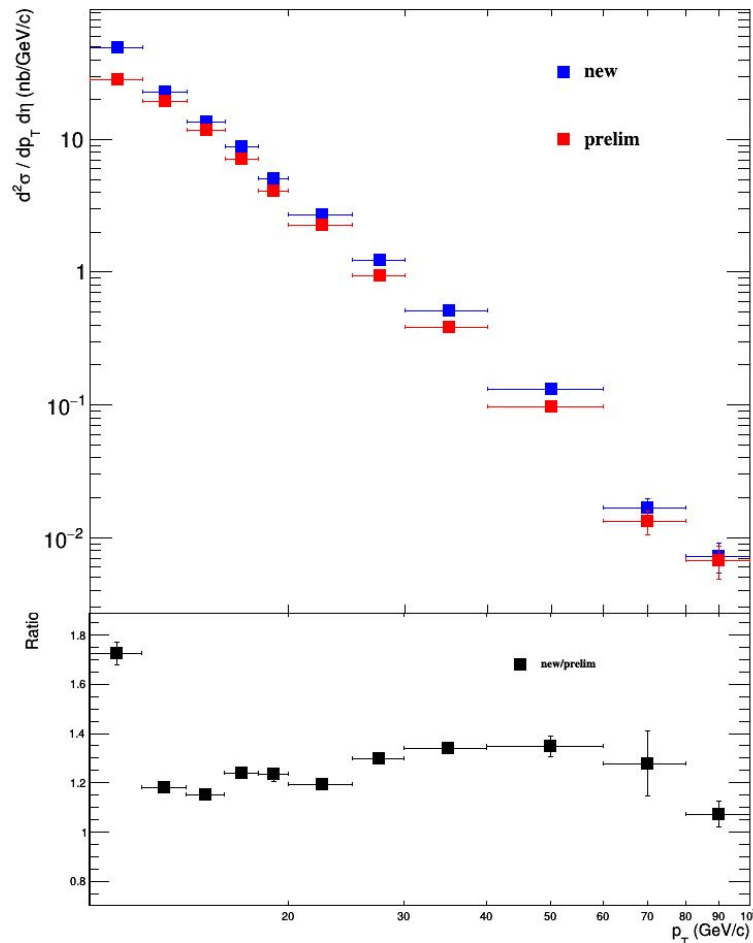 d²σ / dp_T dη (nb/GeV/c)
10
1
10⁻¹
10⁻²
new
prelim
Ratio
1.8
1.6
1.4
1.2
1
0.8
new/prelim
20 30 40 50 60 70 80 90 10
p_T (GeV/c)